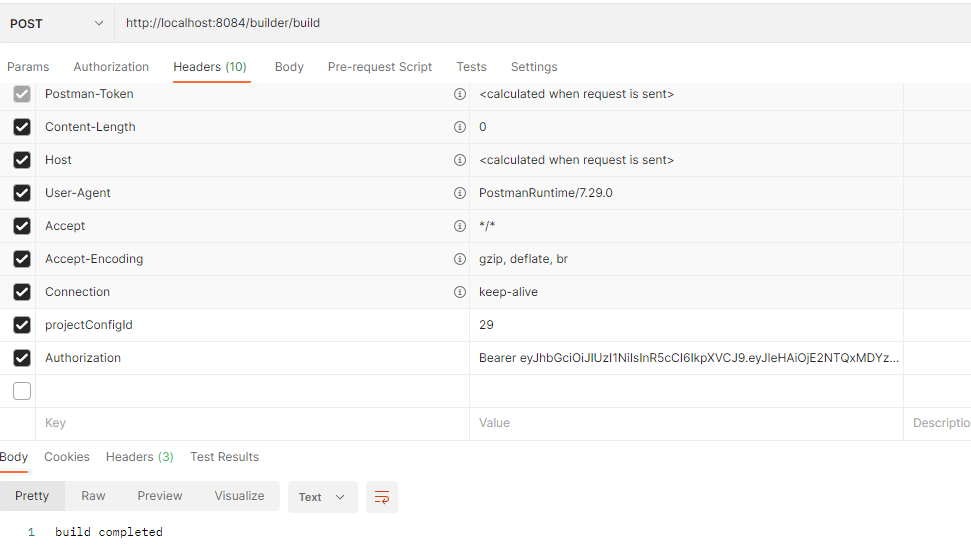 POST http://localhost:8084/builder/build
Params Authorization Headers (10) Body Pre-request Script Tests Settings
Postman-Token <calculated when request is sent>
Content-Length 0
Host <calculated when request is sent>
User-Agent PostmanRuntime/7.29.0
Accept */*
Accept-Encoding gzip, deflate, br
Connection keep-alive
projectConfigId 29
Authorization Bearer eyJhbGciOiJIUzI1NiIsInR5cCI6IkpXVCJ9.eyJleHAiOjE2NTQxMDYz...
Key Value Descriptio
Body Cookies Headers (3) Test Results
Pretty Raw Preview Visualize Text
1 build completed